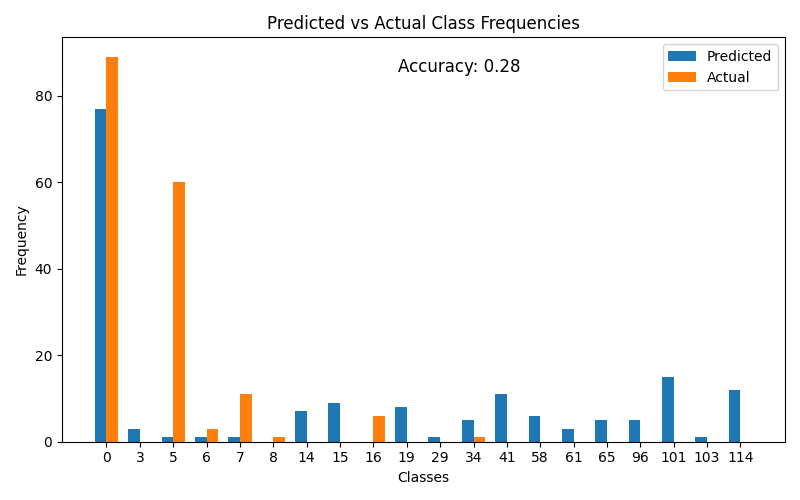 Predicted vs Actual Class Frequencies
Accuracy: 0.28
Predicted
Actual
Frequency
80
60
40
20
0
0 3 5 6 7 8 14 15 16 19 29 34 41 58 61 65 96 101 103 114
Classes